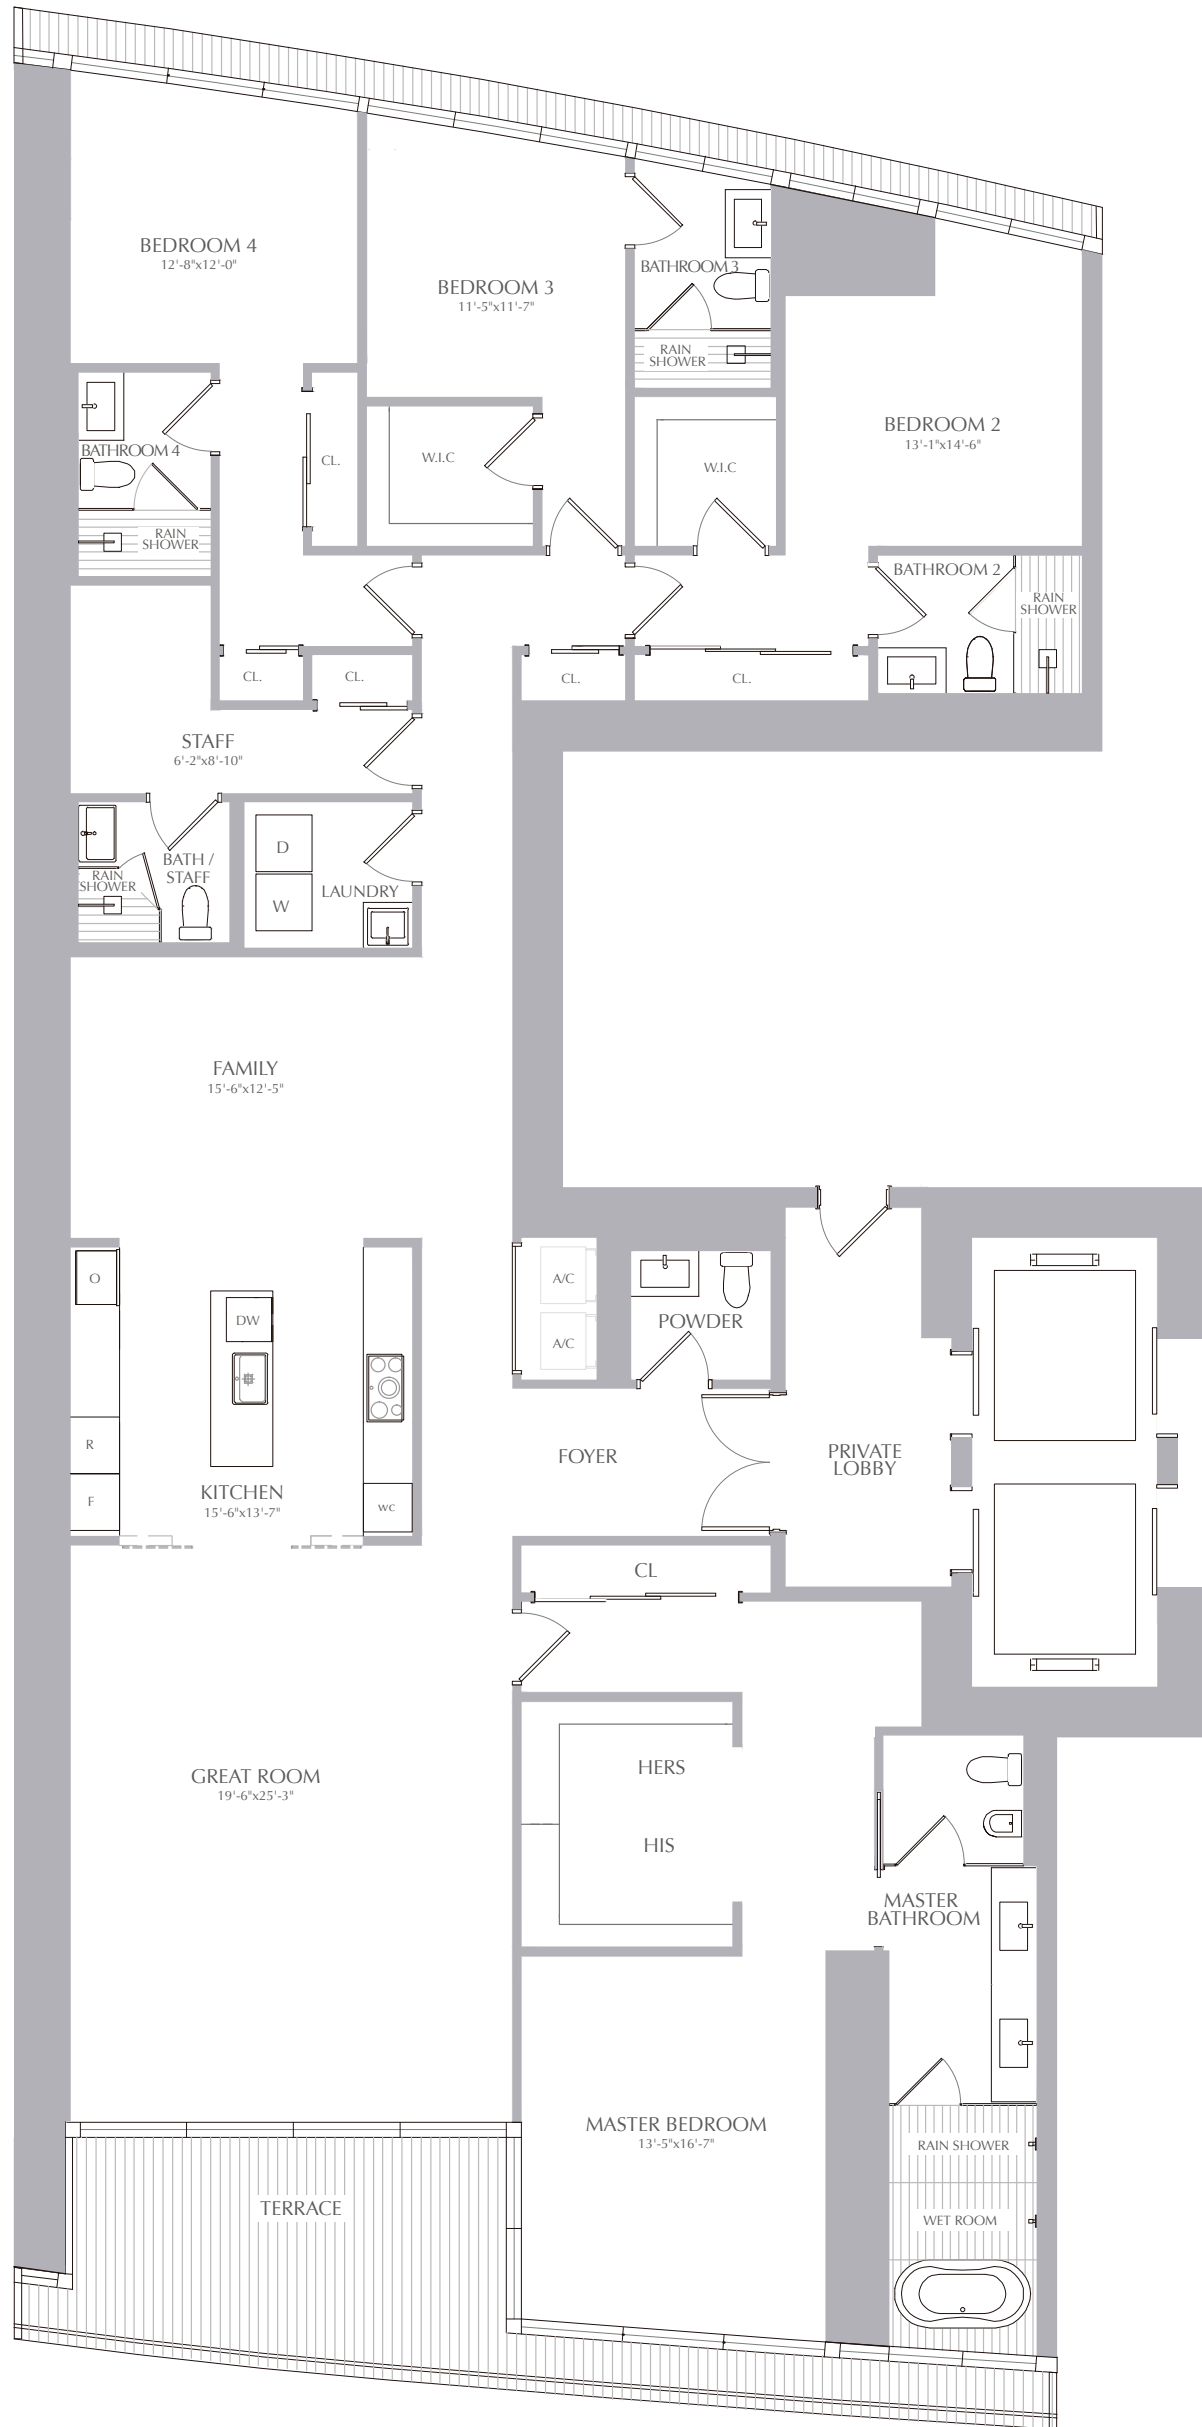 BEDROOM 4
12'-8"x12'-0"
BEDROOM 3
11'-5"x11'-7"
BATHROOM 3
RAIN
SHOWER
BEDROOM 2
13'-1"x14'-6"
BATHROOM 4
RAIN
SHOWER
CL.
W.I.C
W.I.C
BATHROOM 2
RAIN
SHOWER
CL.
CL.
CL.
CL.
STAFF
6'-2"x8'-10"
BATH /
STAFF
RAIN
SHOWER
D
W
LAUNDRY
FAMILY
15'-6"x12'-5"
O
DW
R
F
KITCHEN
15'-6"x13'-7"
wc
A/C
A/C
POWDER
FOYER
PRIVATE
LOBBY
CL
GREAT ROOM
19'-6"x25'-3"
HERS
HIS
MASTER
BATHROOM
MASTER BEDROOM
13'-5"x16'-7"
RAIN SHOWER
WET ROOM
TERRACE